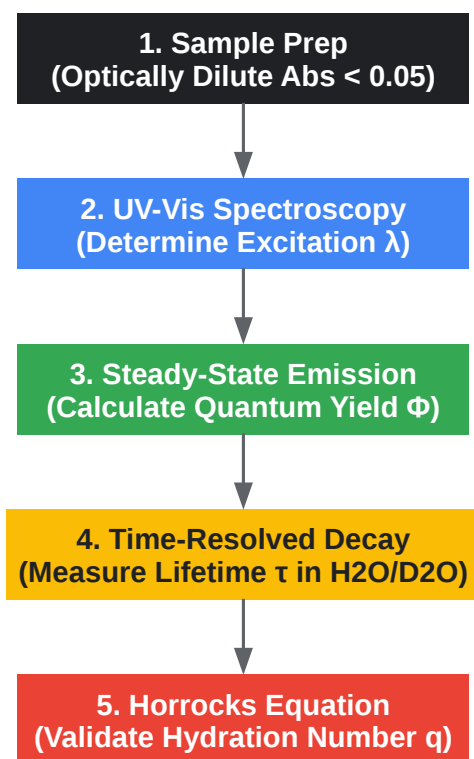 1. Sample Prep
(Optically Dilute Abs < 0.05)
2. UV-Vis Spectroscopy
(Determine Excitation λ)
3. Steady-State Emission
(Calculate Quantum Yield Φ)
4. Time-Resolved Decay
(Measure Lifetime τ in H2O/D2O)
5. Horrocks Equation
(Validate Hydration Number q)